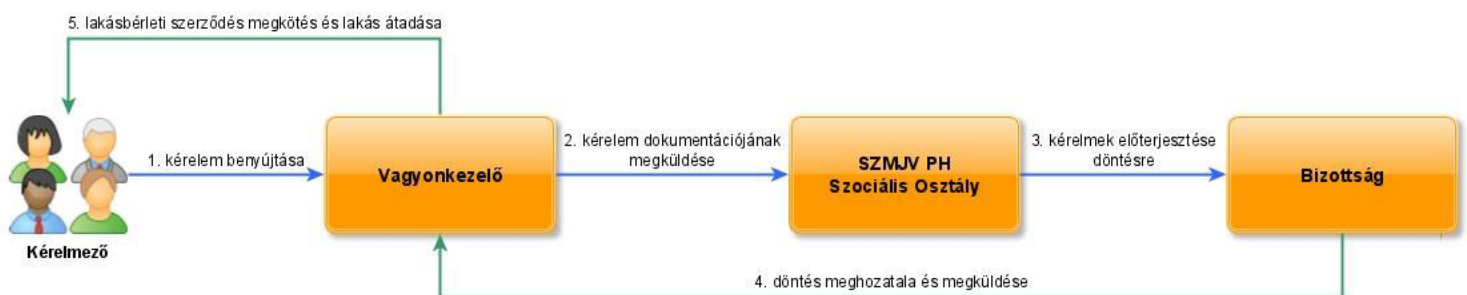 5. lakásbérleti szerződés megkötés és lakás átadása
1. kérelem benyújtása
Vagyonkezelő
2. kérelem dokumentációjának
megküldése
SZMJV PH
Szociális Osztály
3. kérelmek előterjesztése
döntésre
Bizottság
Kérelmező
4. döntés meghozatala és megküldése